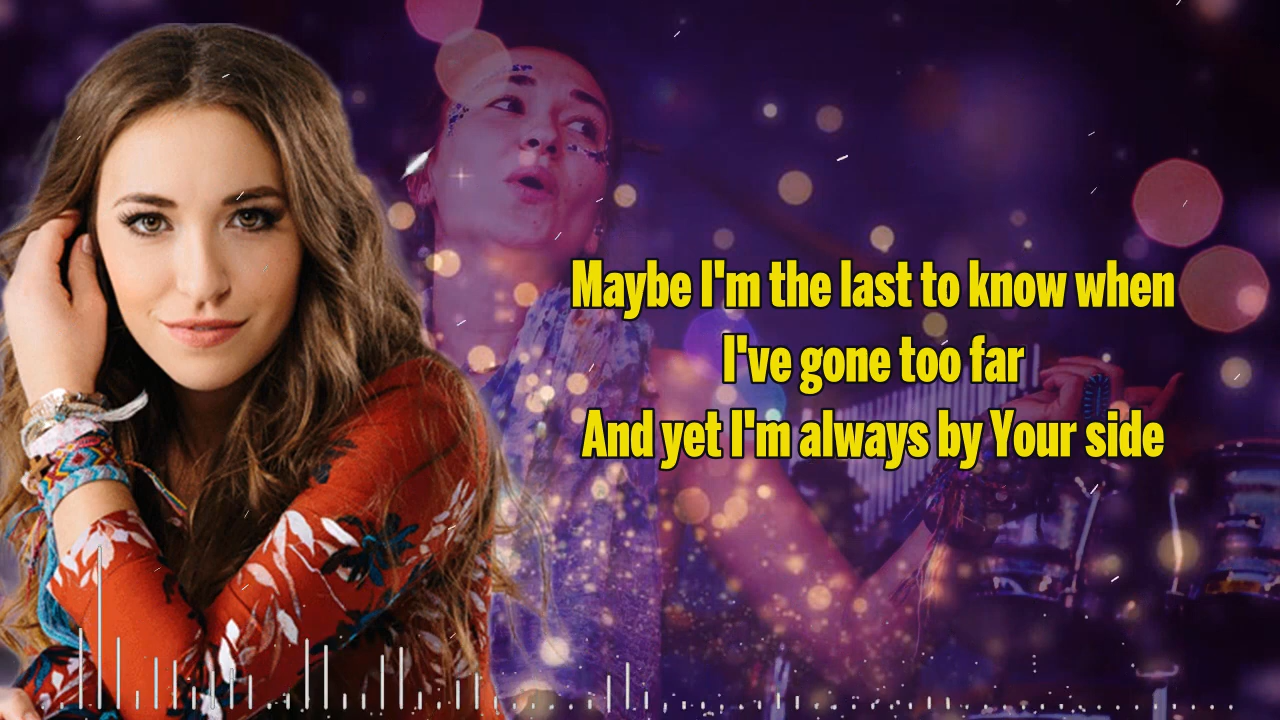 Maybe I'm the last to know when
I've gone too far
And yet I'm always by Your side